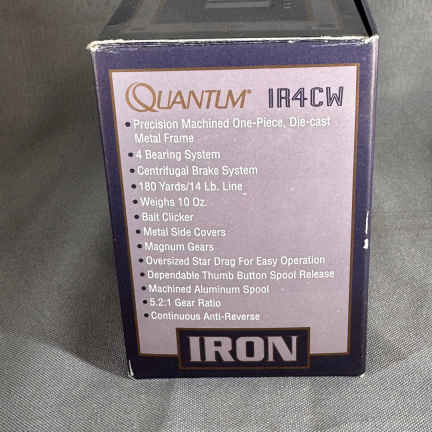 QUANTUM® IR4CW
• Precision Machined One-Piece, Die-cast
Metal Frame
• 4 Bearing System
• Centrifugal Brake System
• 180 Yards/14 Lb. Line
• Weighs 10 Oz.
• Bait Clicker
• Metal Side Covers
• Magnum Gears
• Oversized Star Drag For Easy Operation
• Dependable Thumb Button Spool Release
• Machined Aluminum Spool
• 5.2:1 Gear Ratio
• Continuous Anti-Reverse
IRON